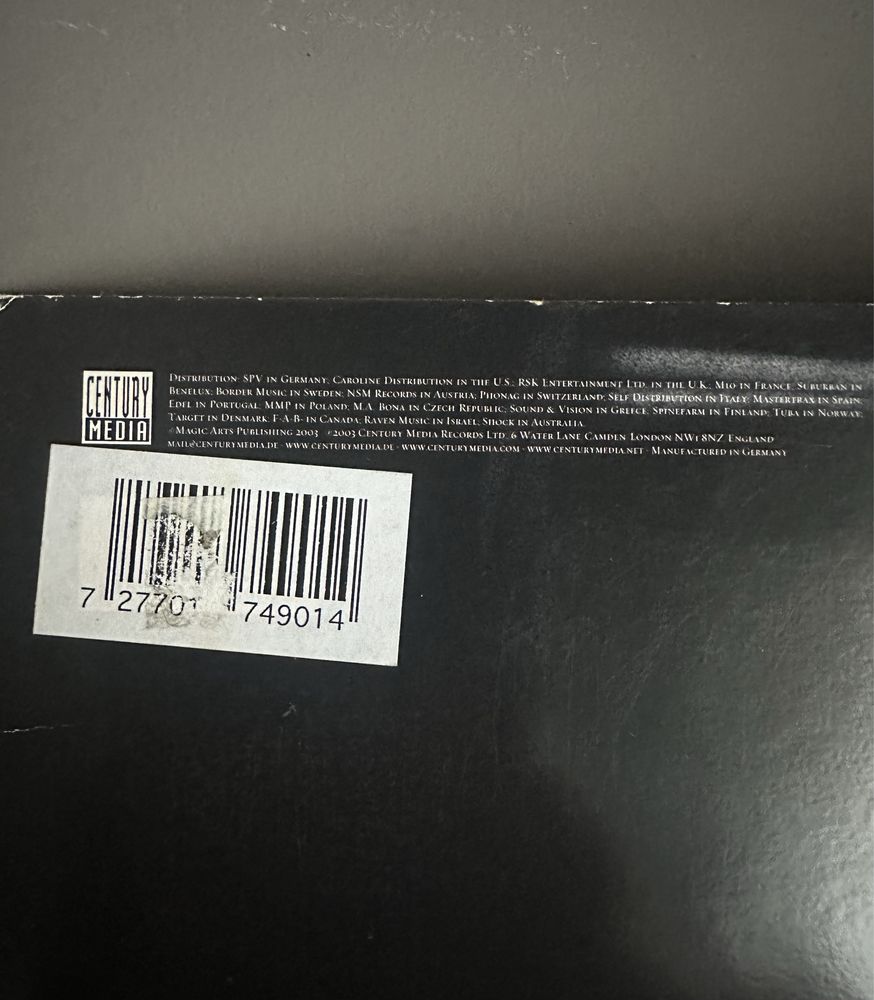 CENTURY
MEDIA
Distribution: SPV in Germany; Caroline Distribution in the U.S.; RSK Entertainment Ltd. in the U.K.; M10 in France; Suburban in
Benelux; Border Music in Sweden; NSM Records in Austria; Phonag in Switzerland; Self Distribution in Italy; Mastertrax in Spain;
Edel in Portugal; MMP in Poland; M.A. Bona in Czech Republic; Sound & Vision in Greece; Spinefarm in Finland; Tuba in Norway;
Target in Denmark; F-A-B- in Canada; Raven Music in Israel; Shock in Australia.
©Magic Arts Publishing 2003 ℗2003 Century Media Records Ltd. 6 Water Lane Camden London NW1 8NZ England
mail@centurymedia.de · www.centurymedia.de · www.centurymedia.com · www.centurymedia.net · Manufactured in Germany
7 27701 749014